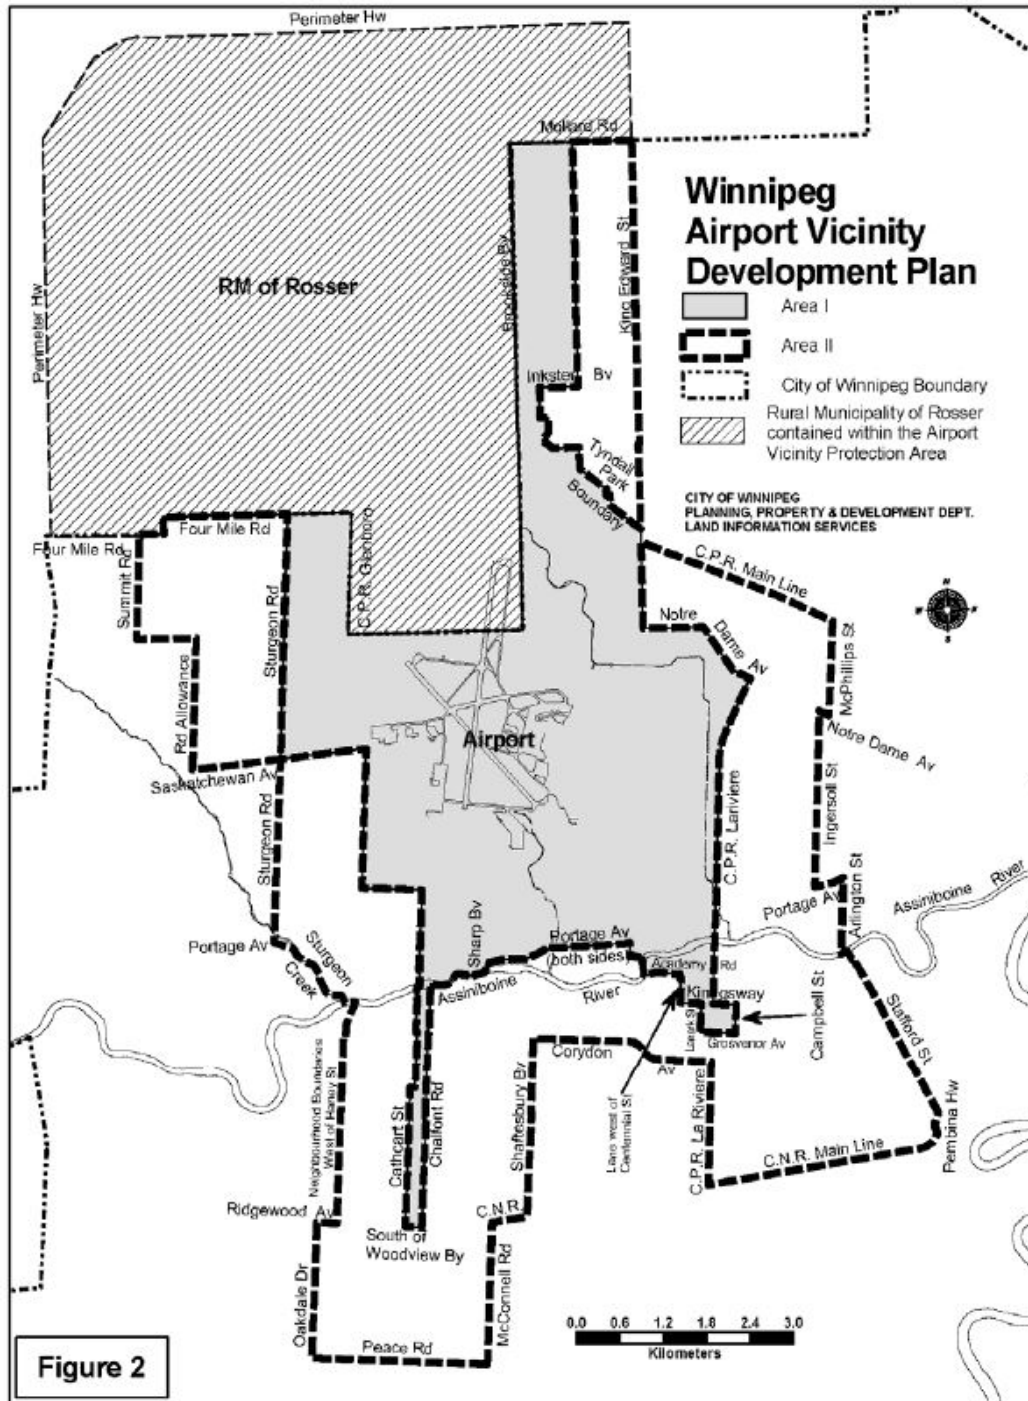 Perimeter Hw
Mollard Rd
Winnipeg
Airport Vicinity
Development Plan
Area I
Area II
City of Winnipeg Boundary
Rural Municipality of Rosser
contained within the Airport
Vicinity Protection Area
CITY OF WINNIPEG
PLANNING, PROPERTY & DEVELOPMENT DEPT.
LAND INFORMATION SERVICES
Perimeter Hw
RM of Rosser
Brookside Bv
King Edward St
Inkster Bv
Tyndall
Park
Boundary
Four Mile Rd
Four Mile Rd
Summit Rd
Sturgeon Rd
C.P.R. Glenboro
C.P.R. Main Line
N
S
Notre
Dame Av
McPhillips St
Rd Allowance
Airport
Notre Dame Av
Saskatchewan Av
Sturgeon Rd
C.P.R. Lariviere
Ingersoll St
Arlington St
Portage Av
Assiniboine River
Portage Av
Sturgeon
Creek
Sharp Bv
Portage Av
(both sides)
Academy Rd
Assiniboine
River
Kingsway
Lanark St
Grosvenor Av
Campbell St
Stafford St
Corydon
Av
Neighbourhood Boundaries
West of Haney St
Cathcart St
Chalfont Rd
Shaftesbury Bv
Lane west of
Centennial St
C.P.R. La Riviere
C.N.R. Main Line
Pembina Hw
Ridgewood Av
C.N.R.
South of
Woodview By
Oakdale Dr
McConnell Rd
Peace Rd
0.0 0.6 1.2 1.8 2.4 3.0
Kilometers
Figure 2